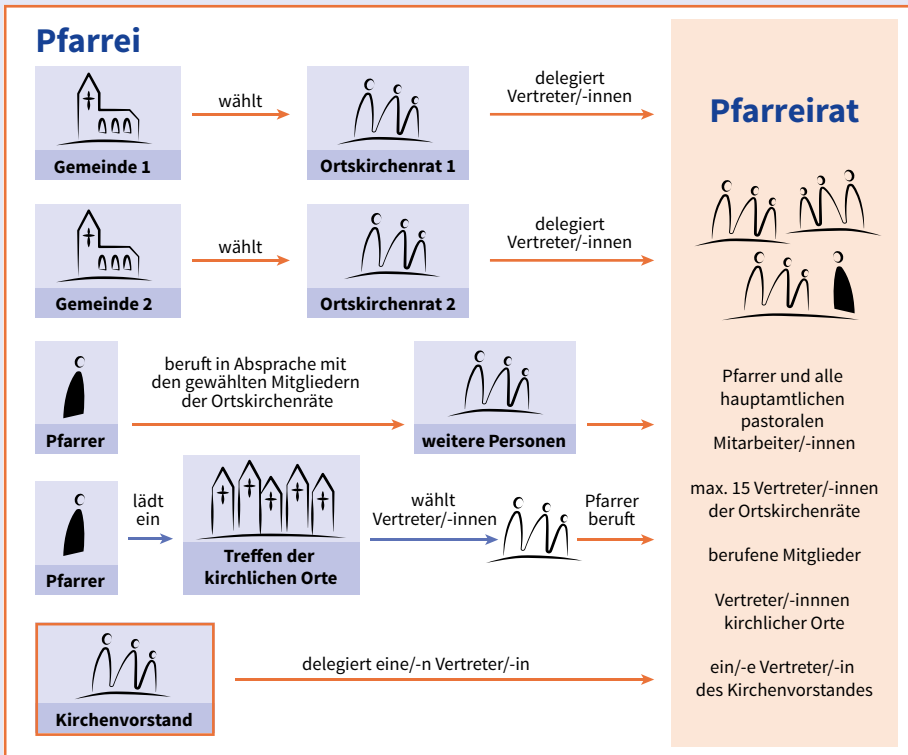 Pfarrei
Gemeinde 1
wählt
Ortskirchenrat 1
delegiert
Vertreter/-innen
Gemeinde 2
wählt
Ortskirchenrat 2
delegiert
Vertreter/-innen
Pfarrer
beruft in Absprache mit
den gewählten Mitgliedern
der Ortskirchenräte
weitere Personen
Pfarrer
lädt
ein
Treffen der
kirchlichen Orte
wählt
Vertreter/-innen
Pfarrer
beruft
Kirchenvorstand
delegiert eine/-n Vertreter/-in
Pfarreirat
Pfarrer und alle
hauptamtlichen
pastoralen
Mitarbeiter/-innen
max. 15 Vertreter/-innen
der Ortskirchenräte
berufene Mitglieder
Vertreter/-innnen
kirchlicher Orte
ein/-e Vertreter/-in
des Kirchenvorstandes